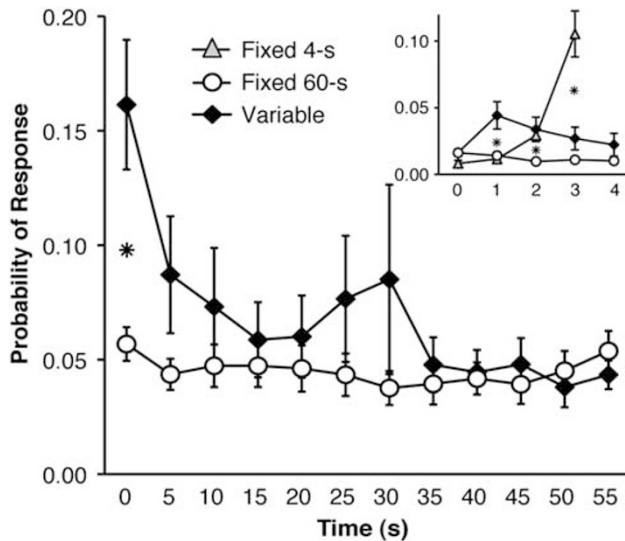 0.20
0.15
0.10
0.05
0.00
Probability of Response
Fixed 4-s
Fixed 60-s
Variable
*
0 5 10 15 20 25 30 35 40 45 50 55
Time (s)
0.10
0.05
0.00
* * *
0 1 2 3 4